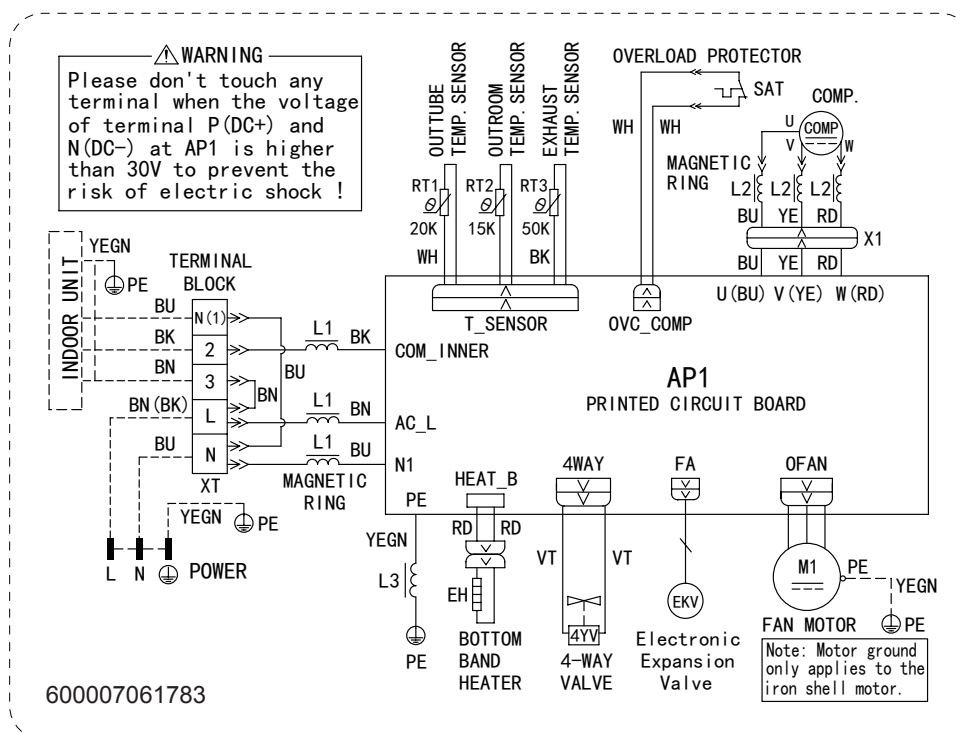 WARNING
Please don't touch any
terminal when the voltage
of terminal P(DC+) and
N(DC-) at AP1 is higher
than 30V to prevent the
risk of electric shock !
OUTTUBE
TEMP. SENSOR
OUTROOM
TEMP. SENSOR
EXHAUST
TEMP. SENSOR
RT1
RT2
RT3
θ
θ
θ
20K
15K
50K
WH
BK
T_SENSOR
OVERLOAD PROTECTOR
SAT
WH
WH
OVC_COMP
COMP.
U
COMP
V
W
MAGNETIC
RING
L2
L2
L2
BU
YE
RD
X1
BU
YE
RD
U(BU)
V(YE)
W(RD)
INDOOR UNIT
YEGN
PE
TERMINAL
BLOCK
BU
N(1)
BK
2
BN
3
BN(BK)
L
BU
N
XT
BU
BN
L1
BK
COM_INNER
L1
BN
AC_L
L1
BU
N1
MAGNETIC
RING
YEGN
PE
L
N
POWER
AP1
PRINTED CIRCUIT BOARD
PE
YEGN
L3
PE
HEAT_B
RD
RD
EH
BOTTOM
BAND
HEATER
4WAY
VT
VT
4YV
4-WAY
VALVE
FA
EKV
Electronic
Expansion
Valve
OFAN
M1
PE
YEGN
PE
FAN MOTOR
Note: Motor ground
only applies to the
iron shell motor.
600007061783